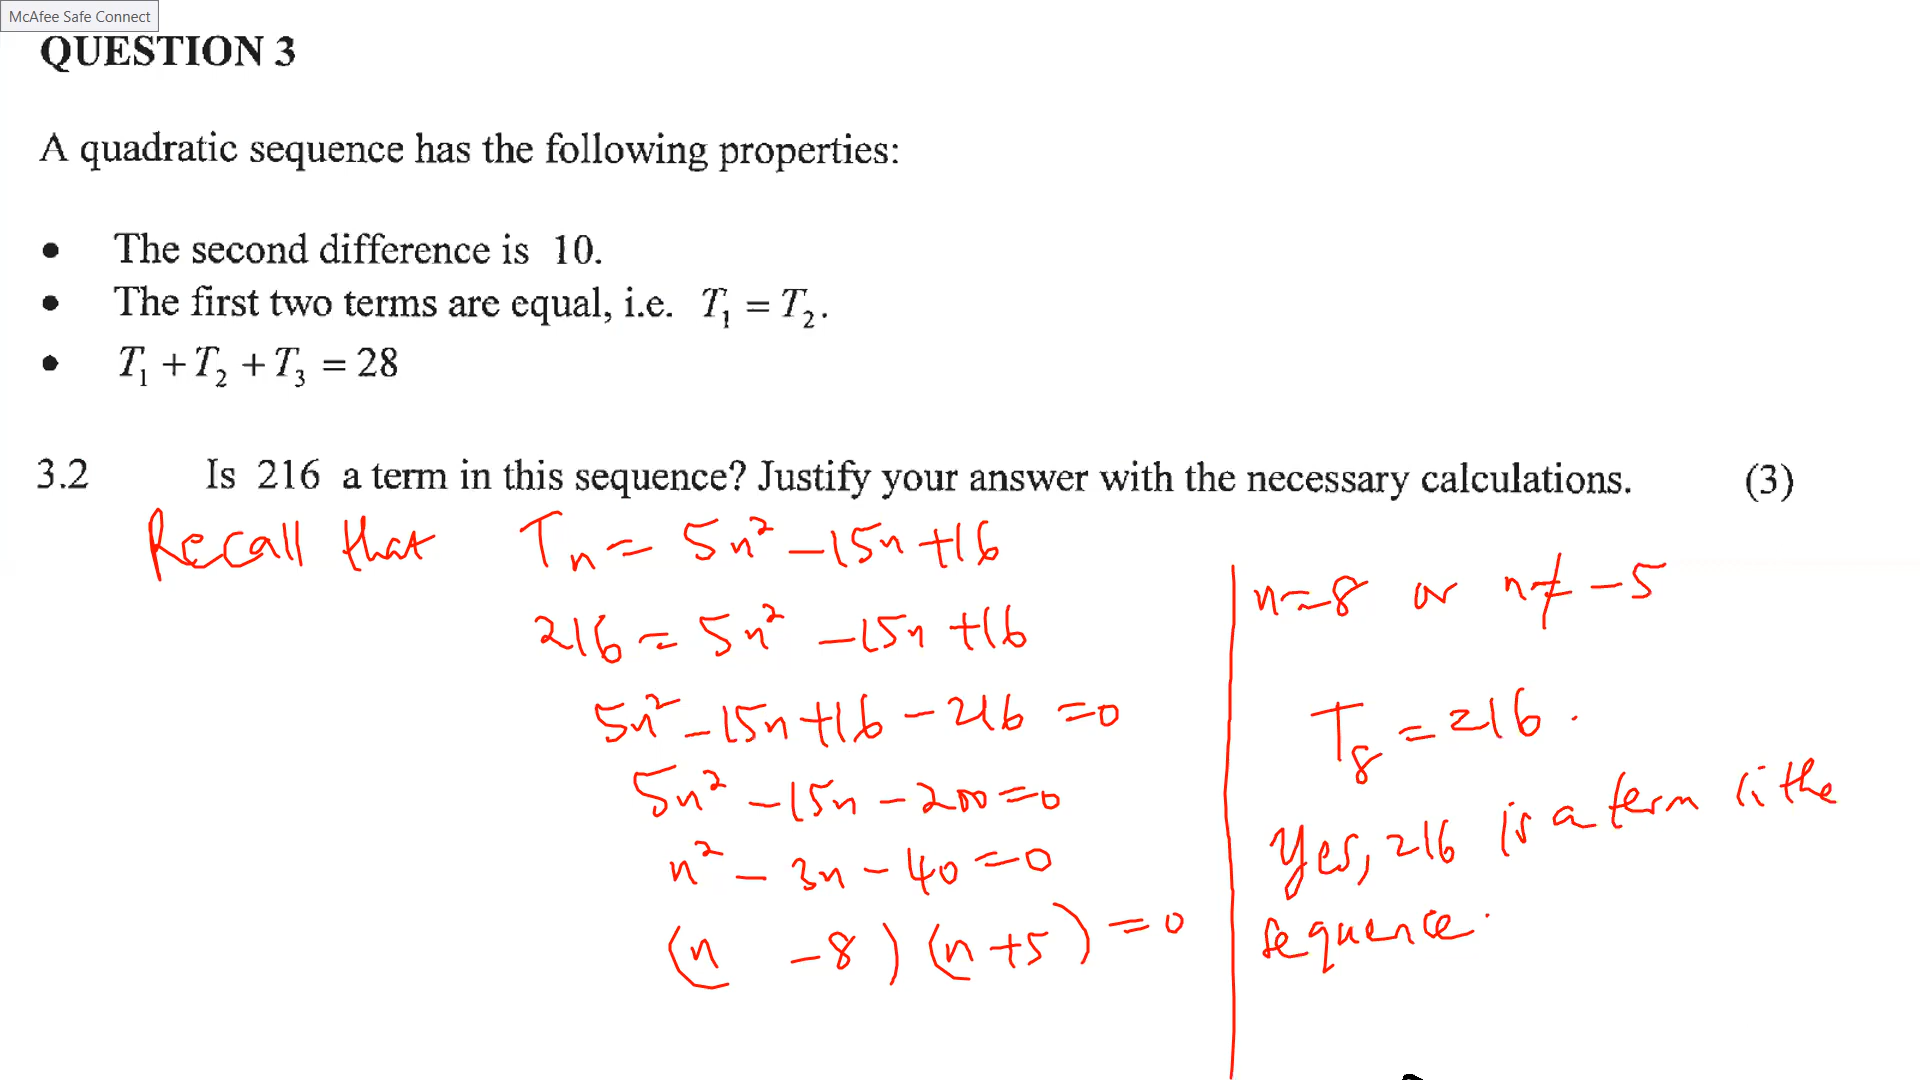 McAfee Safe Connect
QUESTION 3
A quadratic sequence has the following properties:
• The second difference is 10.
• The first two terms are equal, i.e. T₁ = T₂.
• T₁ + T₂ + T₃ = 28
3.2 Is 216 a term in this sequence? Justify your answer with the necessary calculations. (3)
Recall that Tₙ = 5n² - 15n + 16
216 = 5n² - 15n + 16
5n² - 15n + 16 - 216 = 0
5n² - 15n - 200 = 0
n² - 3n - 40 = 0
(n - 8)(n + 5) = 0
n = 8 or n ≠ -5
T₈ = 216.
Yes, 216 is a term the
sequence.